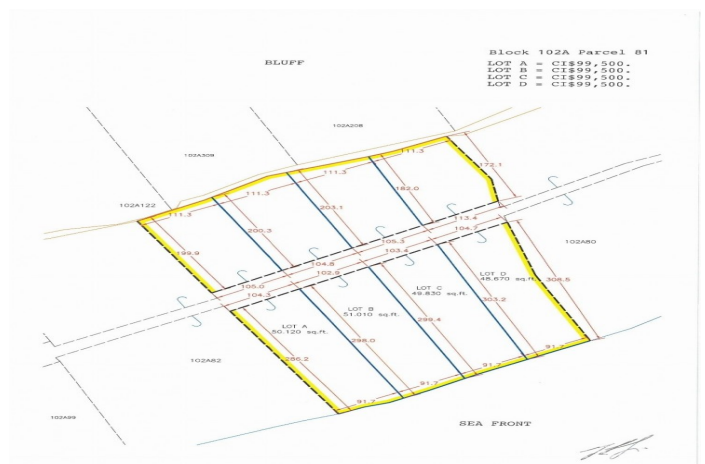 Block 102A Parcel 81
LOT A = CI$99,500.
LOT B = CI$99,500.
LOT C = CI$99,500.
LOT D = CI$99,500.
BLUFF
102A208
102A309
111.3
172.1
111.3
182.0
111.3
203.1
102A122
111.3
200.3
199.9
113.4
105.3
104.7
103.4
104.8
102.9
105.0
104.3
102A80
308.5
LOT D
48.670 sq.ft.
LOT C
49.830 sq.ft.
303.2
LOT B
51.010 sq.ft.
299.4
LOT A
50.120 sq.ft.
298.0
286.2
102A82
91.7
91.7
91.7
91.7
102A99
SEA FRONT